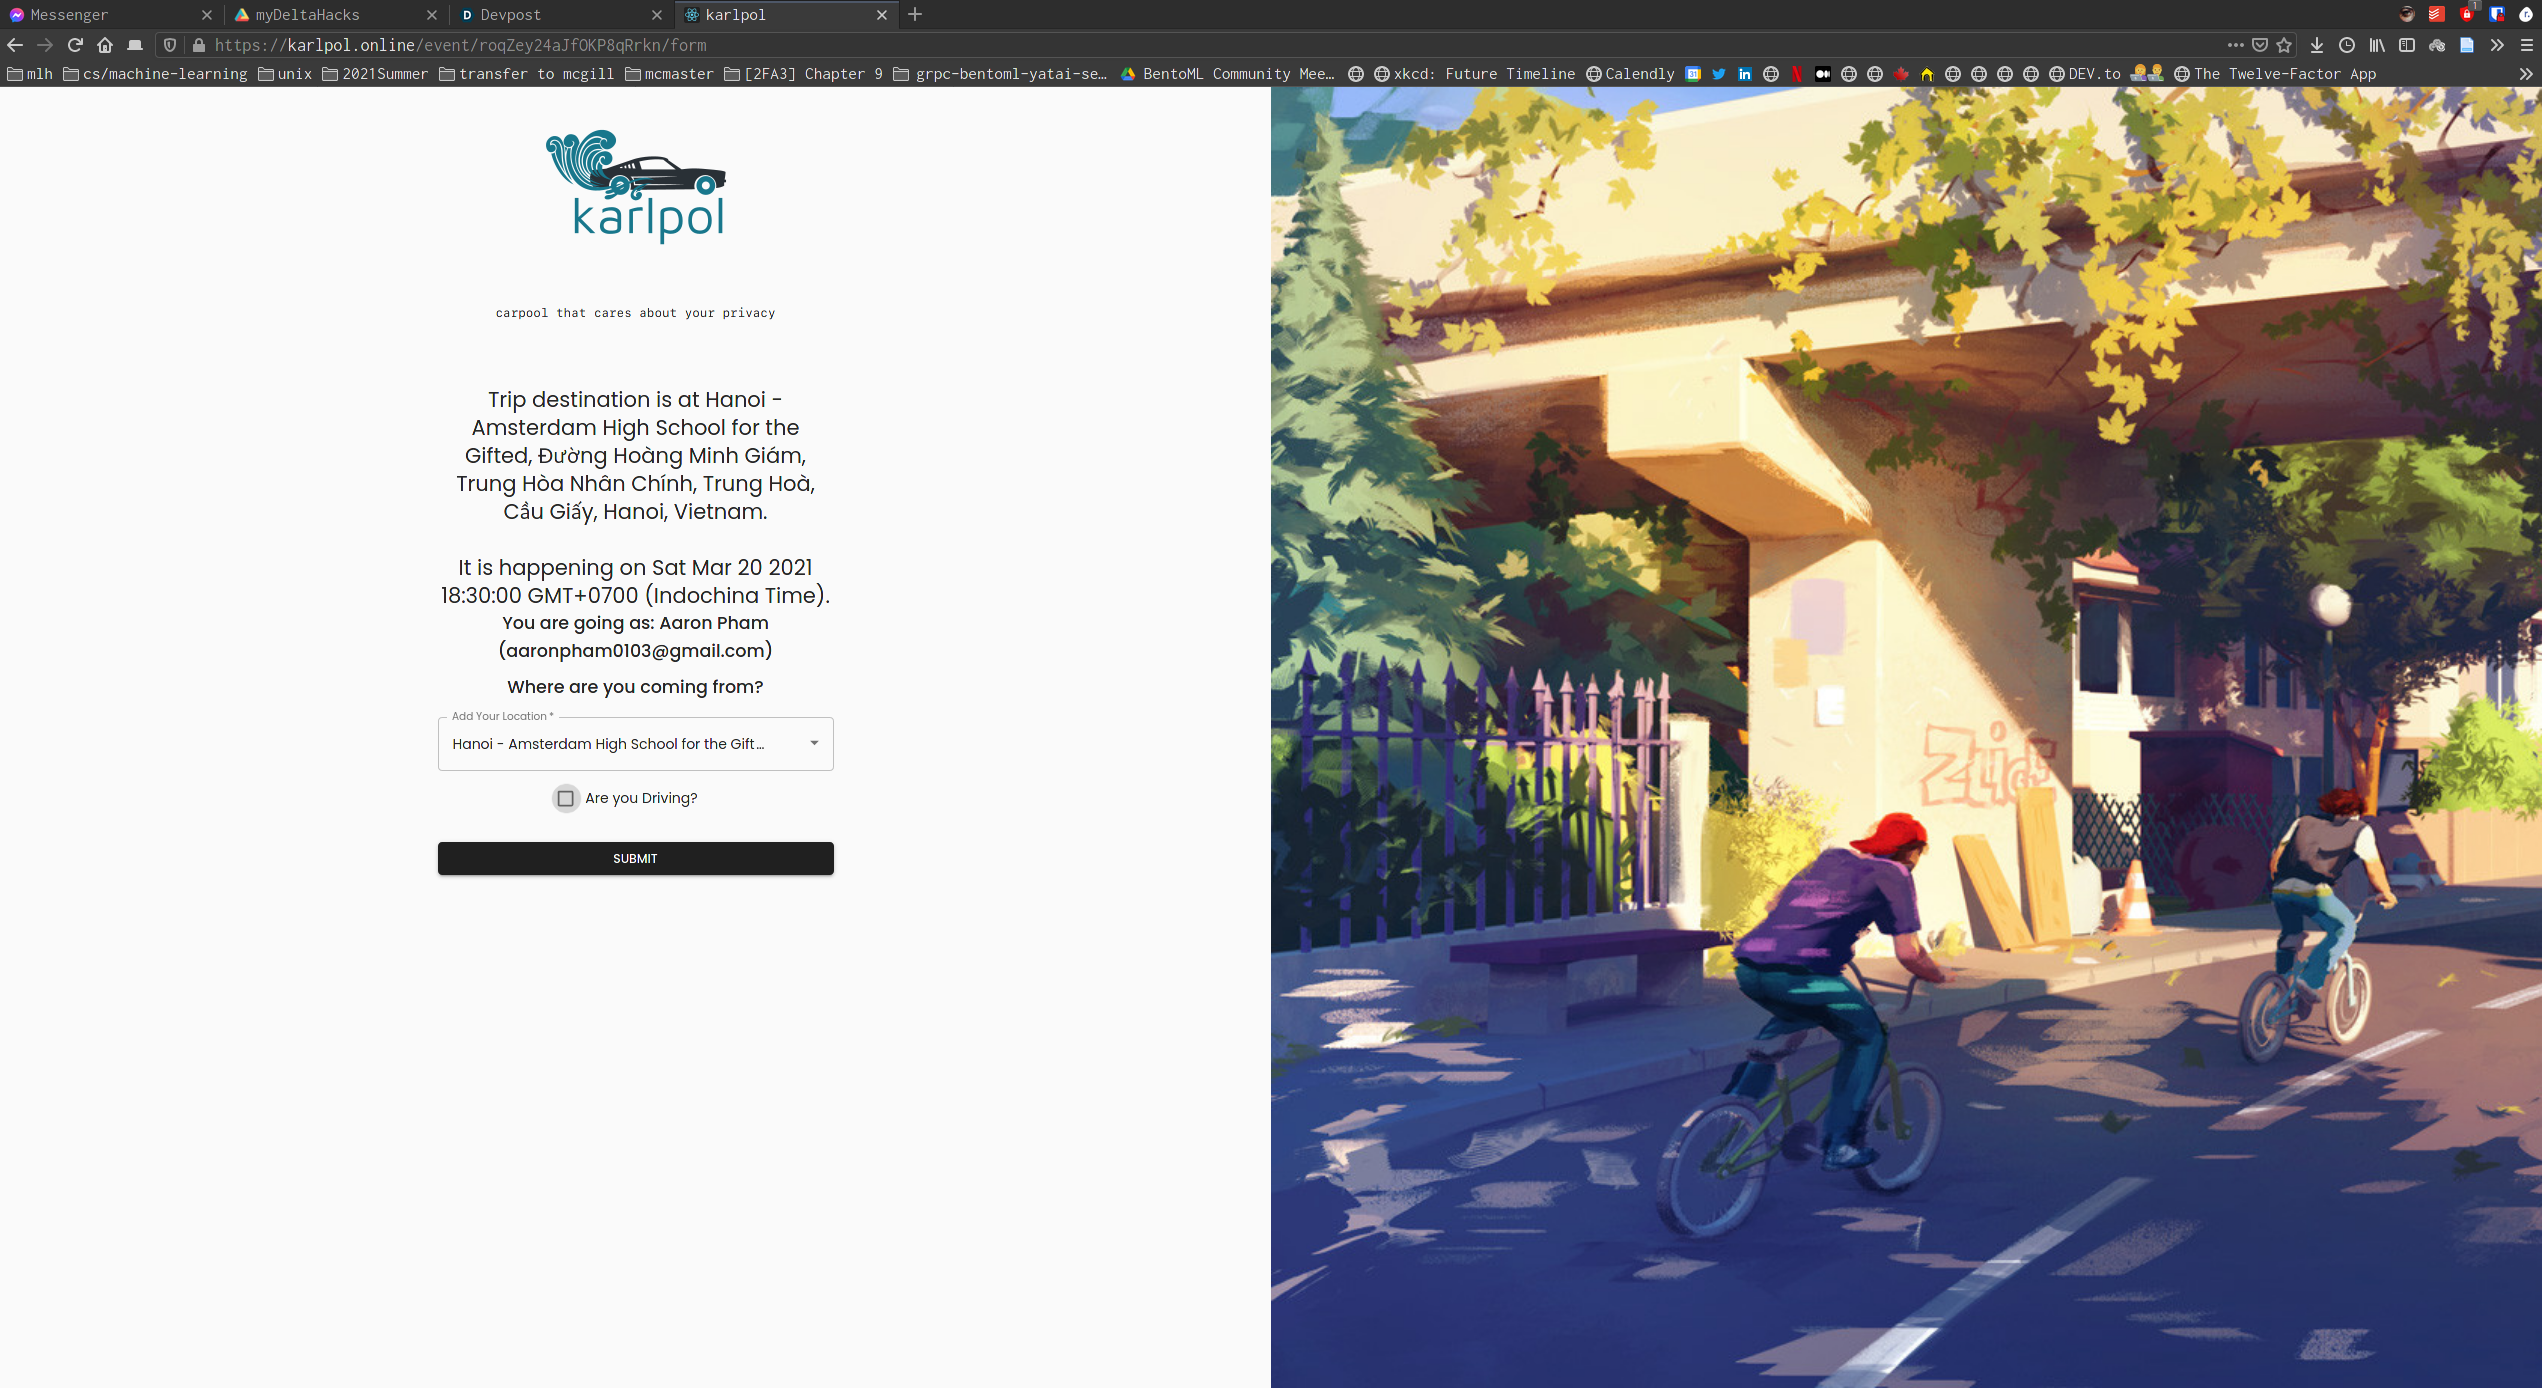 Messenger
myDeltaHacks
Devpost
karlpol
1
https://karlpol.online/event/roqZey24aJfOKP8qRrkn/form
mlh
cs/machine-learning
unix
2021Summer
transfer to mcgill
mcmaster
[2FA3] Chapter 9
grpc-bentoml-yatai-se…
BentoML Community Mee…
xkcd: Future Timeline
Calendly
31
DEV.to
The Twelve-Factor App
karlpol
carpool that cares about your privacy
Trip destination is at Hanoi -
Amsterdam High School for the
Gifted, Đường Hoàng Minh Giám,
Trung Hòa Nhân Chính, Trung Hoà,
Cầu Giấy, Hanoi, Vietnam.
It is happening on Sat Mar 20 2021
18:30:00 GMT+0700 (Indochina Time).
You are going as: Aaron Pham
(aaronpham0103@gmail.com)
Where are you coming from?
Add Your Location *
Hanoi - Amsterdam High School for the Gift…
Are you Driving?
SUBMIT